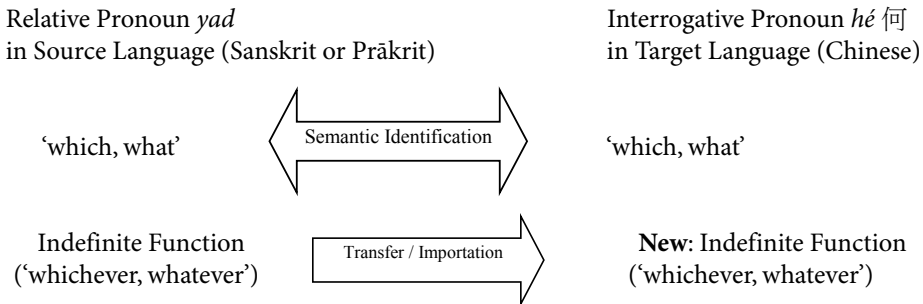 Relative Pronoun yad
in Source Language (Sanskrit or Prākrit)
Interrogative Pronoun hé 何
in Target Language (Chinese)
‘which, what’
Semantic Identification
‘which, what’
Indefinite Function
(‘whichever, whatever’)
Transfer / Importation
New: Indefinite Function
(‘whichever, whatever’)